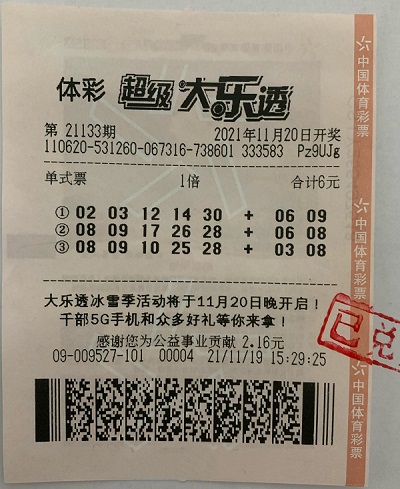 体彩 超级大乐透
第 21133期 2021年11月20日开奖
110620-531260-067316-738601 333583 Pz9UJg
单式票 1倍 合计6元
① 02 03 12 14 30 + 06 09
② 08 09 17 26 28 + 06 08
③ 08 09 10 25 28 + 03 08
大乐透冰雪季活动将于11月20日晚开启！
千部5G手机和众多好礼等你来拿！
感谢您为公益事业贡献 2.16元
09-009527-101 00004 21/11/19 15:29:25
中国体育彩票
中国体育彩票
中国体育彩票
已兑